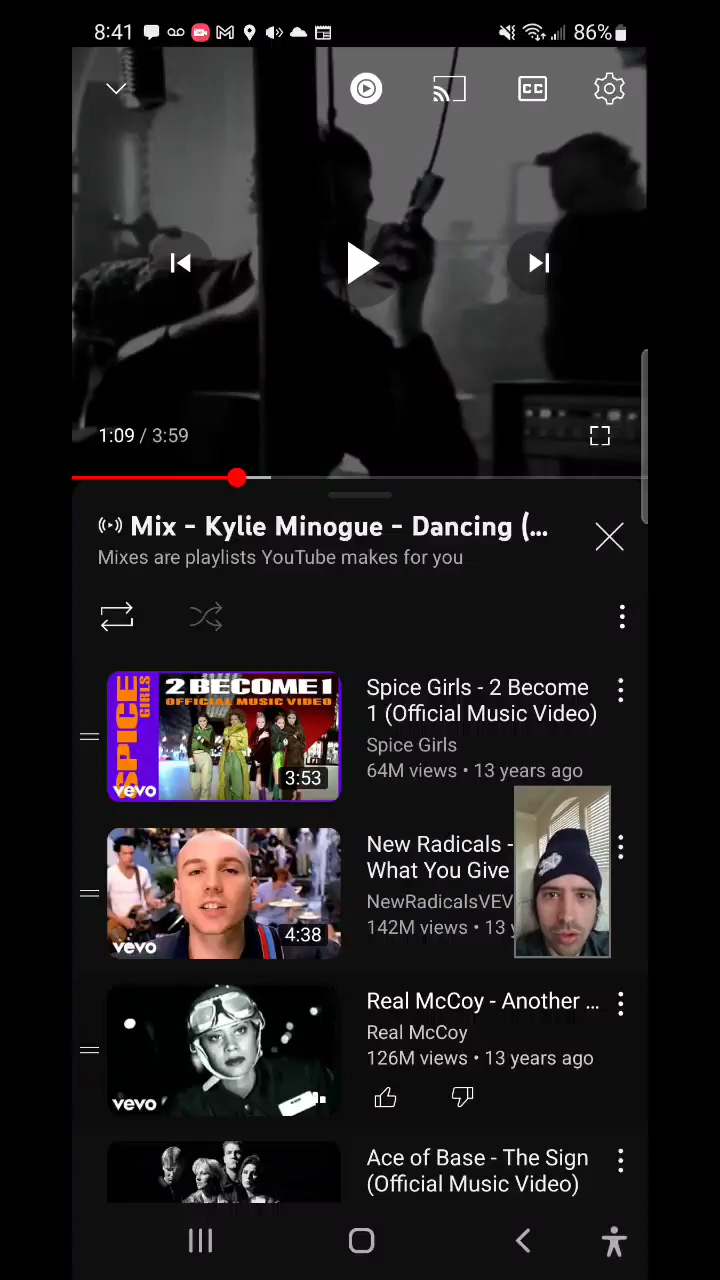 8:41
86%
CC
1:09 / 3:59
Mix - Kylie Minogue - Dancing (...
Mixes are playlists YouTube makes for you
SPICE
GIRLS
2 BECOME 1
OFFICIAL MUSIC VIDEO
vevo
3:53
Spice Girls - 2 Become
1 (Official Music Video)
Spice Girls
64M views • 13 years ago
vevo
4:38
New Radicals -
What You Give
NewRadicalsVEV
142M views • 13 y
vevo
Real McCoy - Another ...
Real McCoy
126M views • 13 years ago
Ace of Base - The Sign
(Official Music Video)